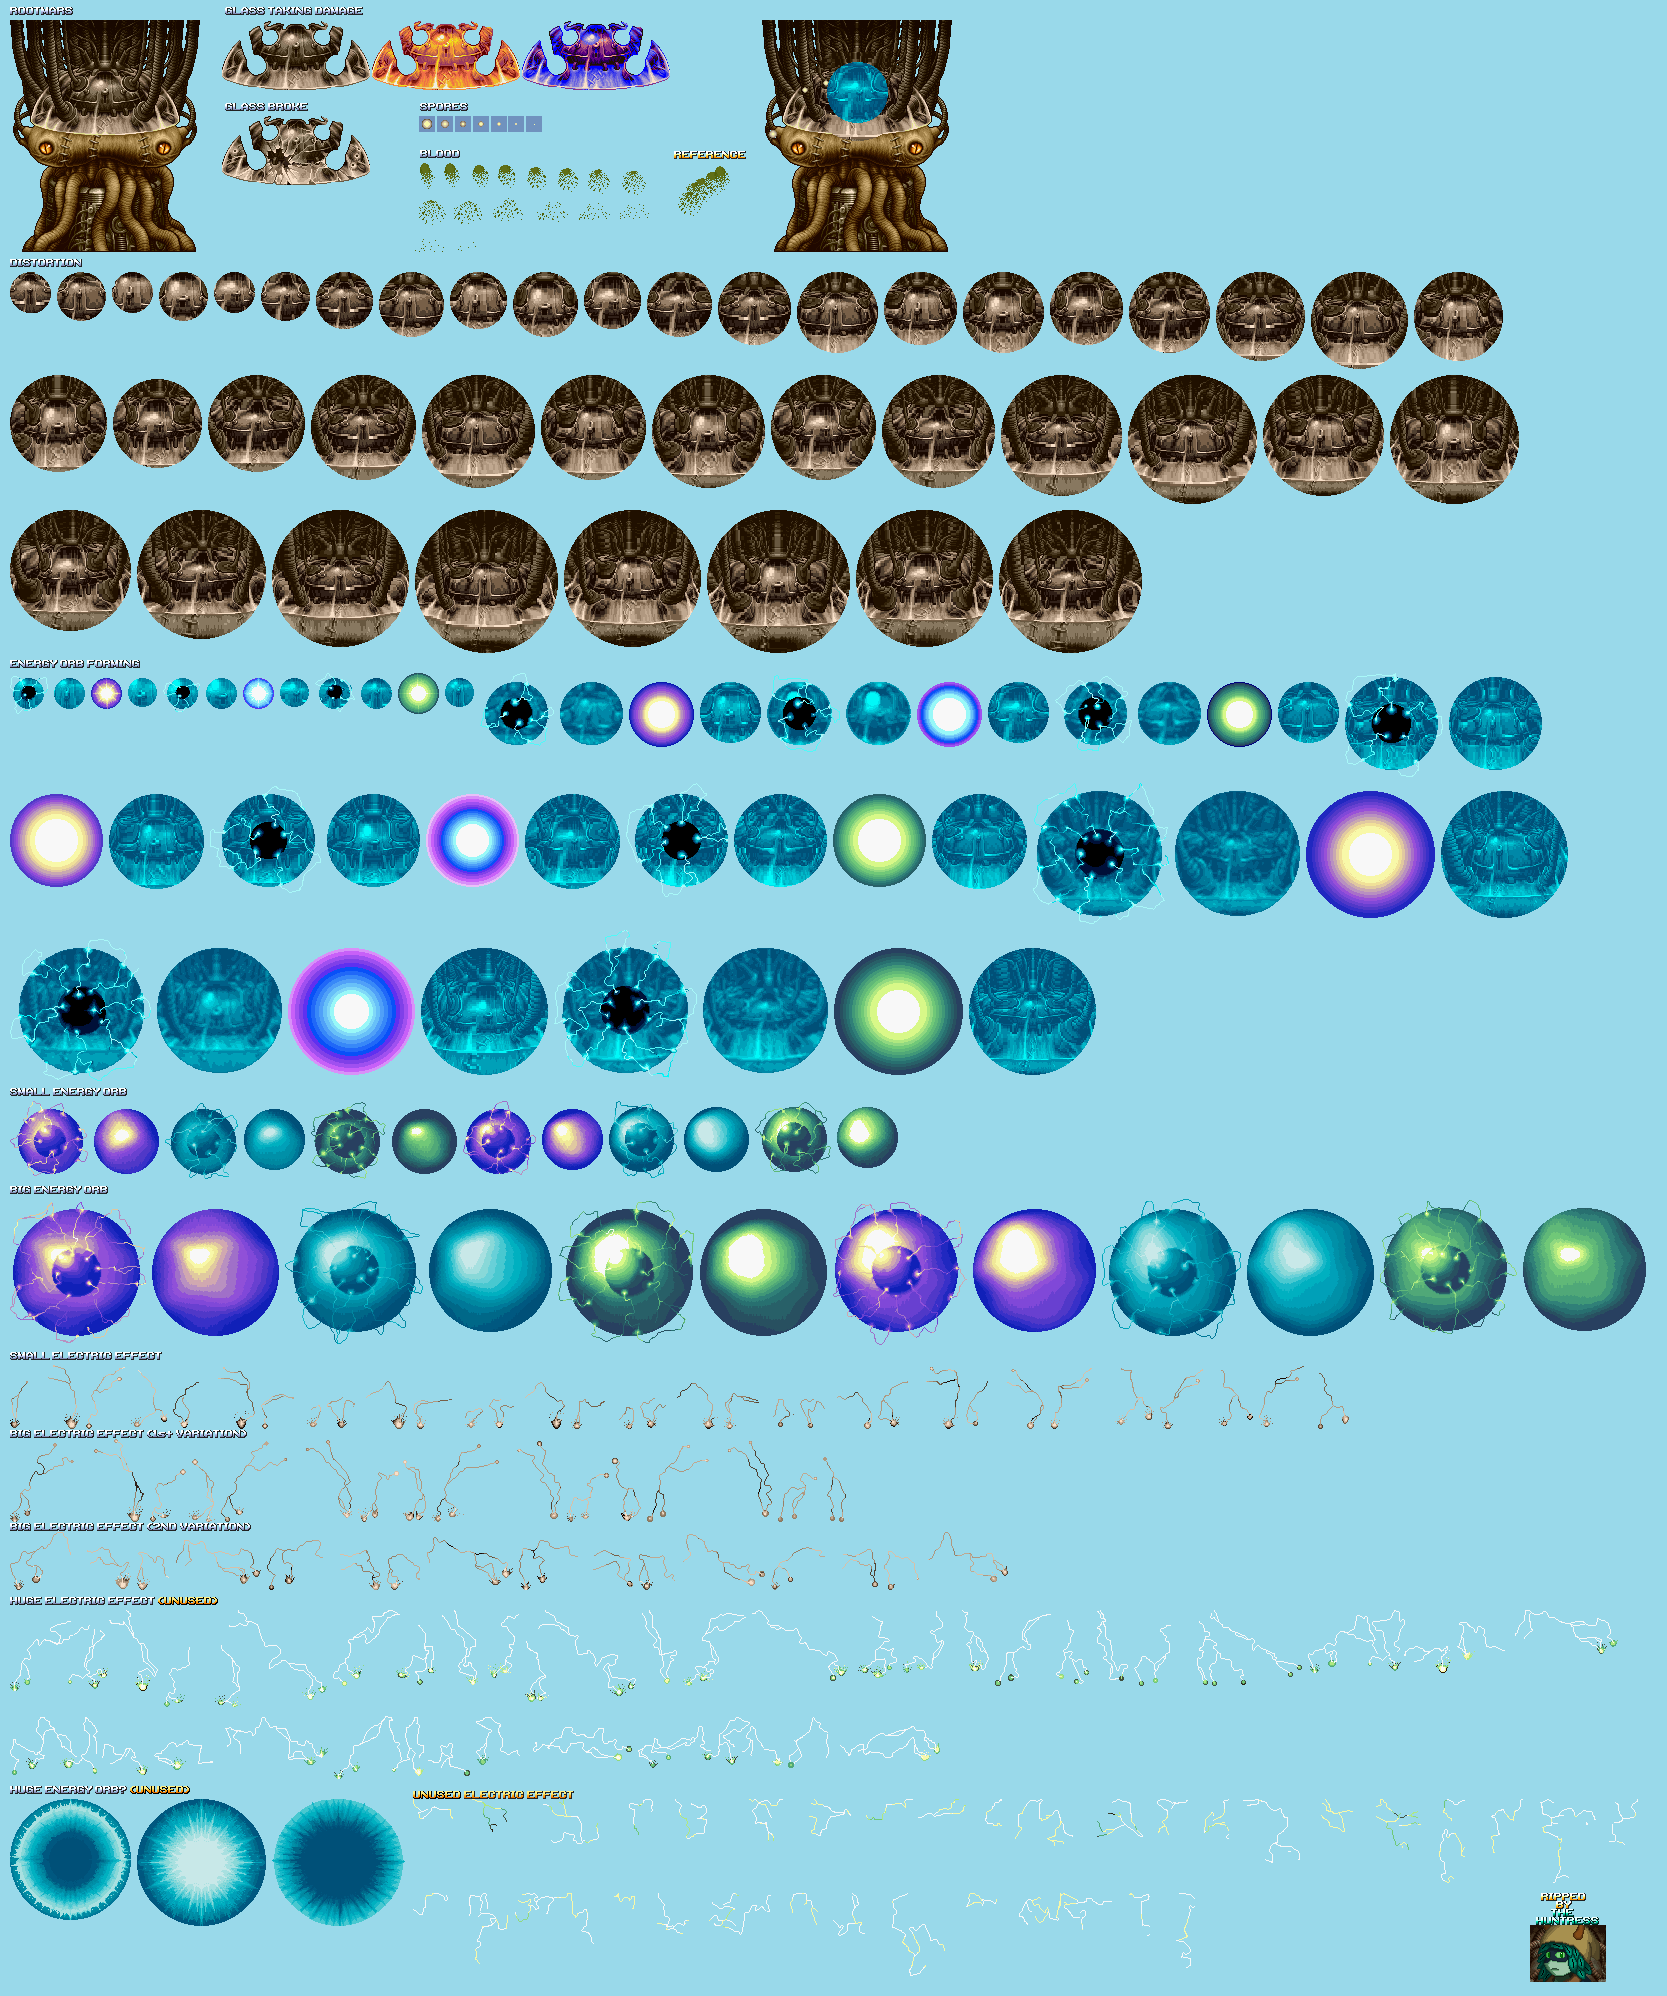 ROOTMARS
GLASS TAKING DAMAGE
GLASS BROKE
SPORES
BLOOD
REFERENCE
DISTORTION
ENERGY ORB FORMING
SMALL ENERGY ORB
BIG ENERGY ORB
SMALL ELECTRIC EFFECT
BIG ELECTRIC EFFECT (1st VARIATION)
BIG ELECTRIC EFFECT (2ND VARIATION)
HUGE ELECTRIC EFFECT (UNUSED)
HUGE ENERGY ORB? (UNUSED)
UNUSED ELECTRIC EFFECT
RIPPED
BY
THE
HUNTRESS